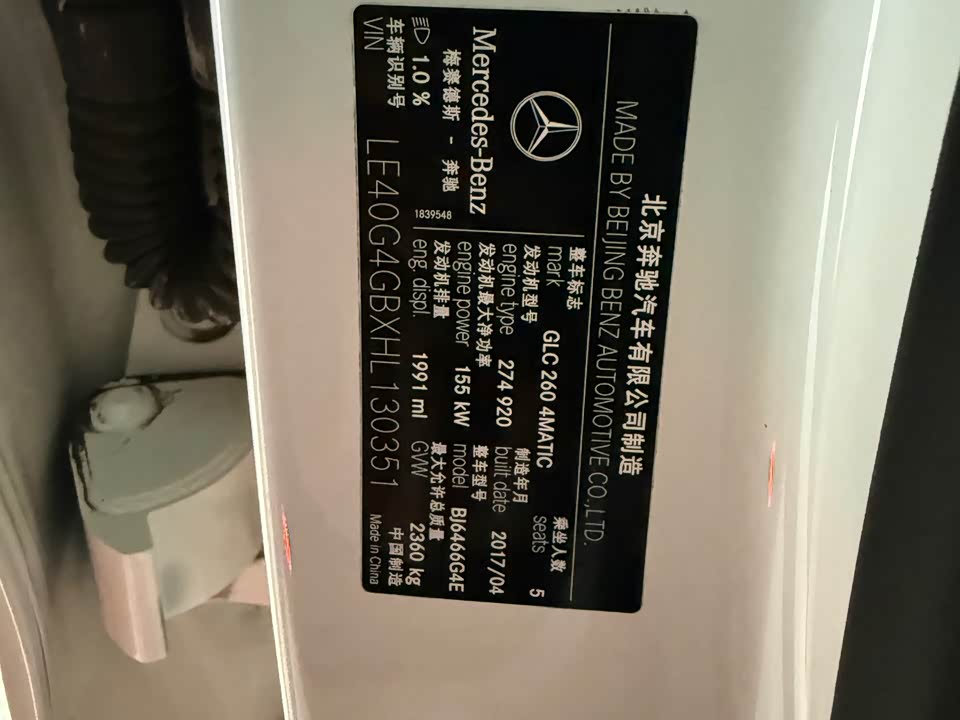 北京奔驰汽车有限公司制造
MADE BY BEIJING BENZ AUTOMOTIVE CO.,LTD.
Mercedes-Benz
梅赛德斯 - 奔驰
1.0 %
1839548
整车标志 乘坐人数
mark GLC 260 4MATIC seats 5
发动机型号 制造年月
engine type 274 920 built date 2017/04
发动机最大净功率 整车型号
engine power 155 kW model BJ6466G4E
发动机排量 最大允许总质量
eng. displ. 1991 ml GVW 2360 kg
车辆识别号 中国制造
VIN LE40G4GBXHL130351 Made in China